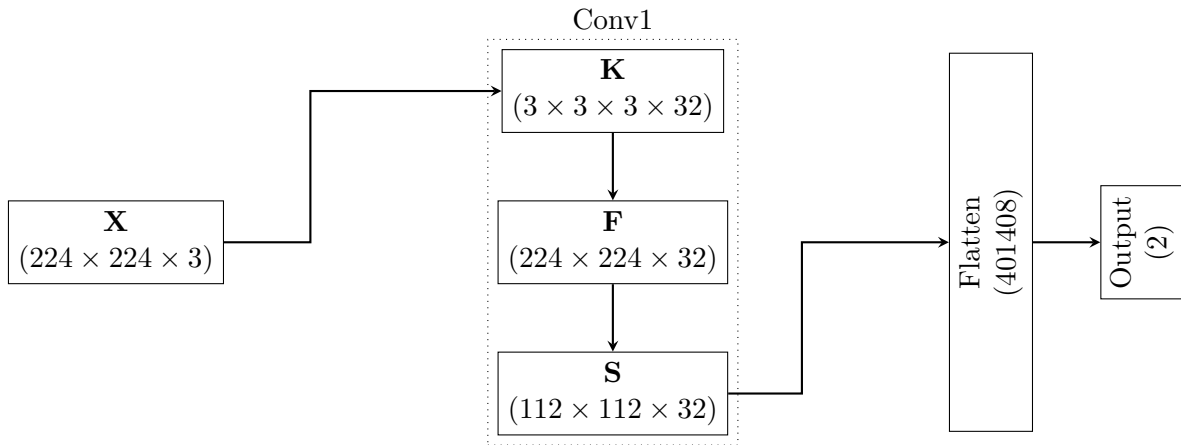 Conv1
K
(3 × 3 × 3 × 32)
X
(224 × 224 × 3)
F
(224 × 224 × 32)
S
(112 × 112 × 32)
Flatten
(401408)
Output
(2)